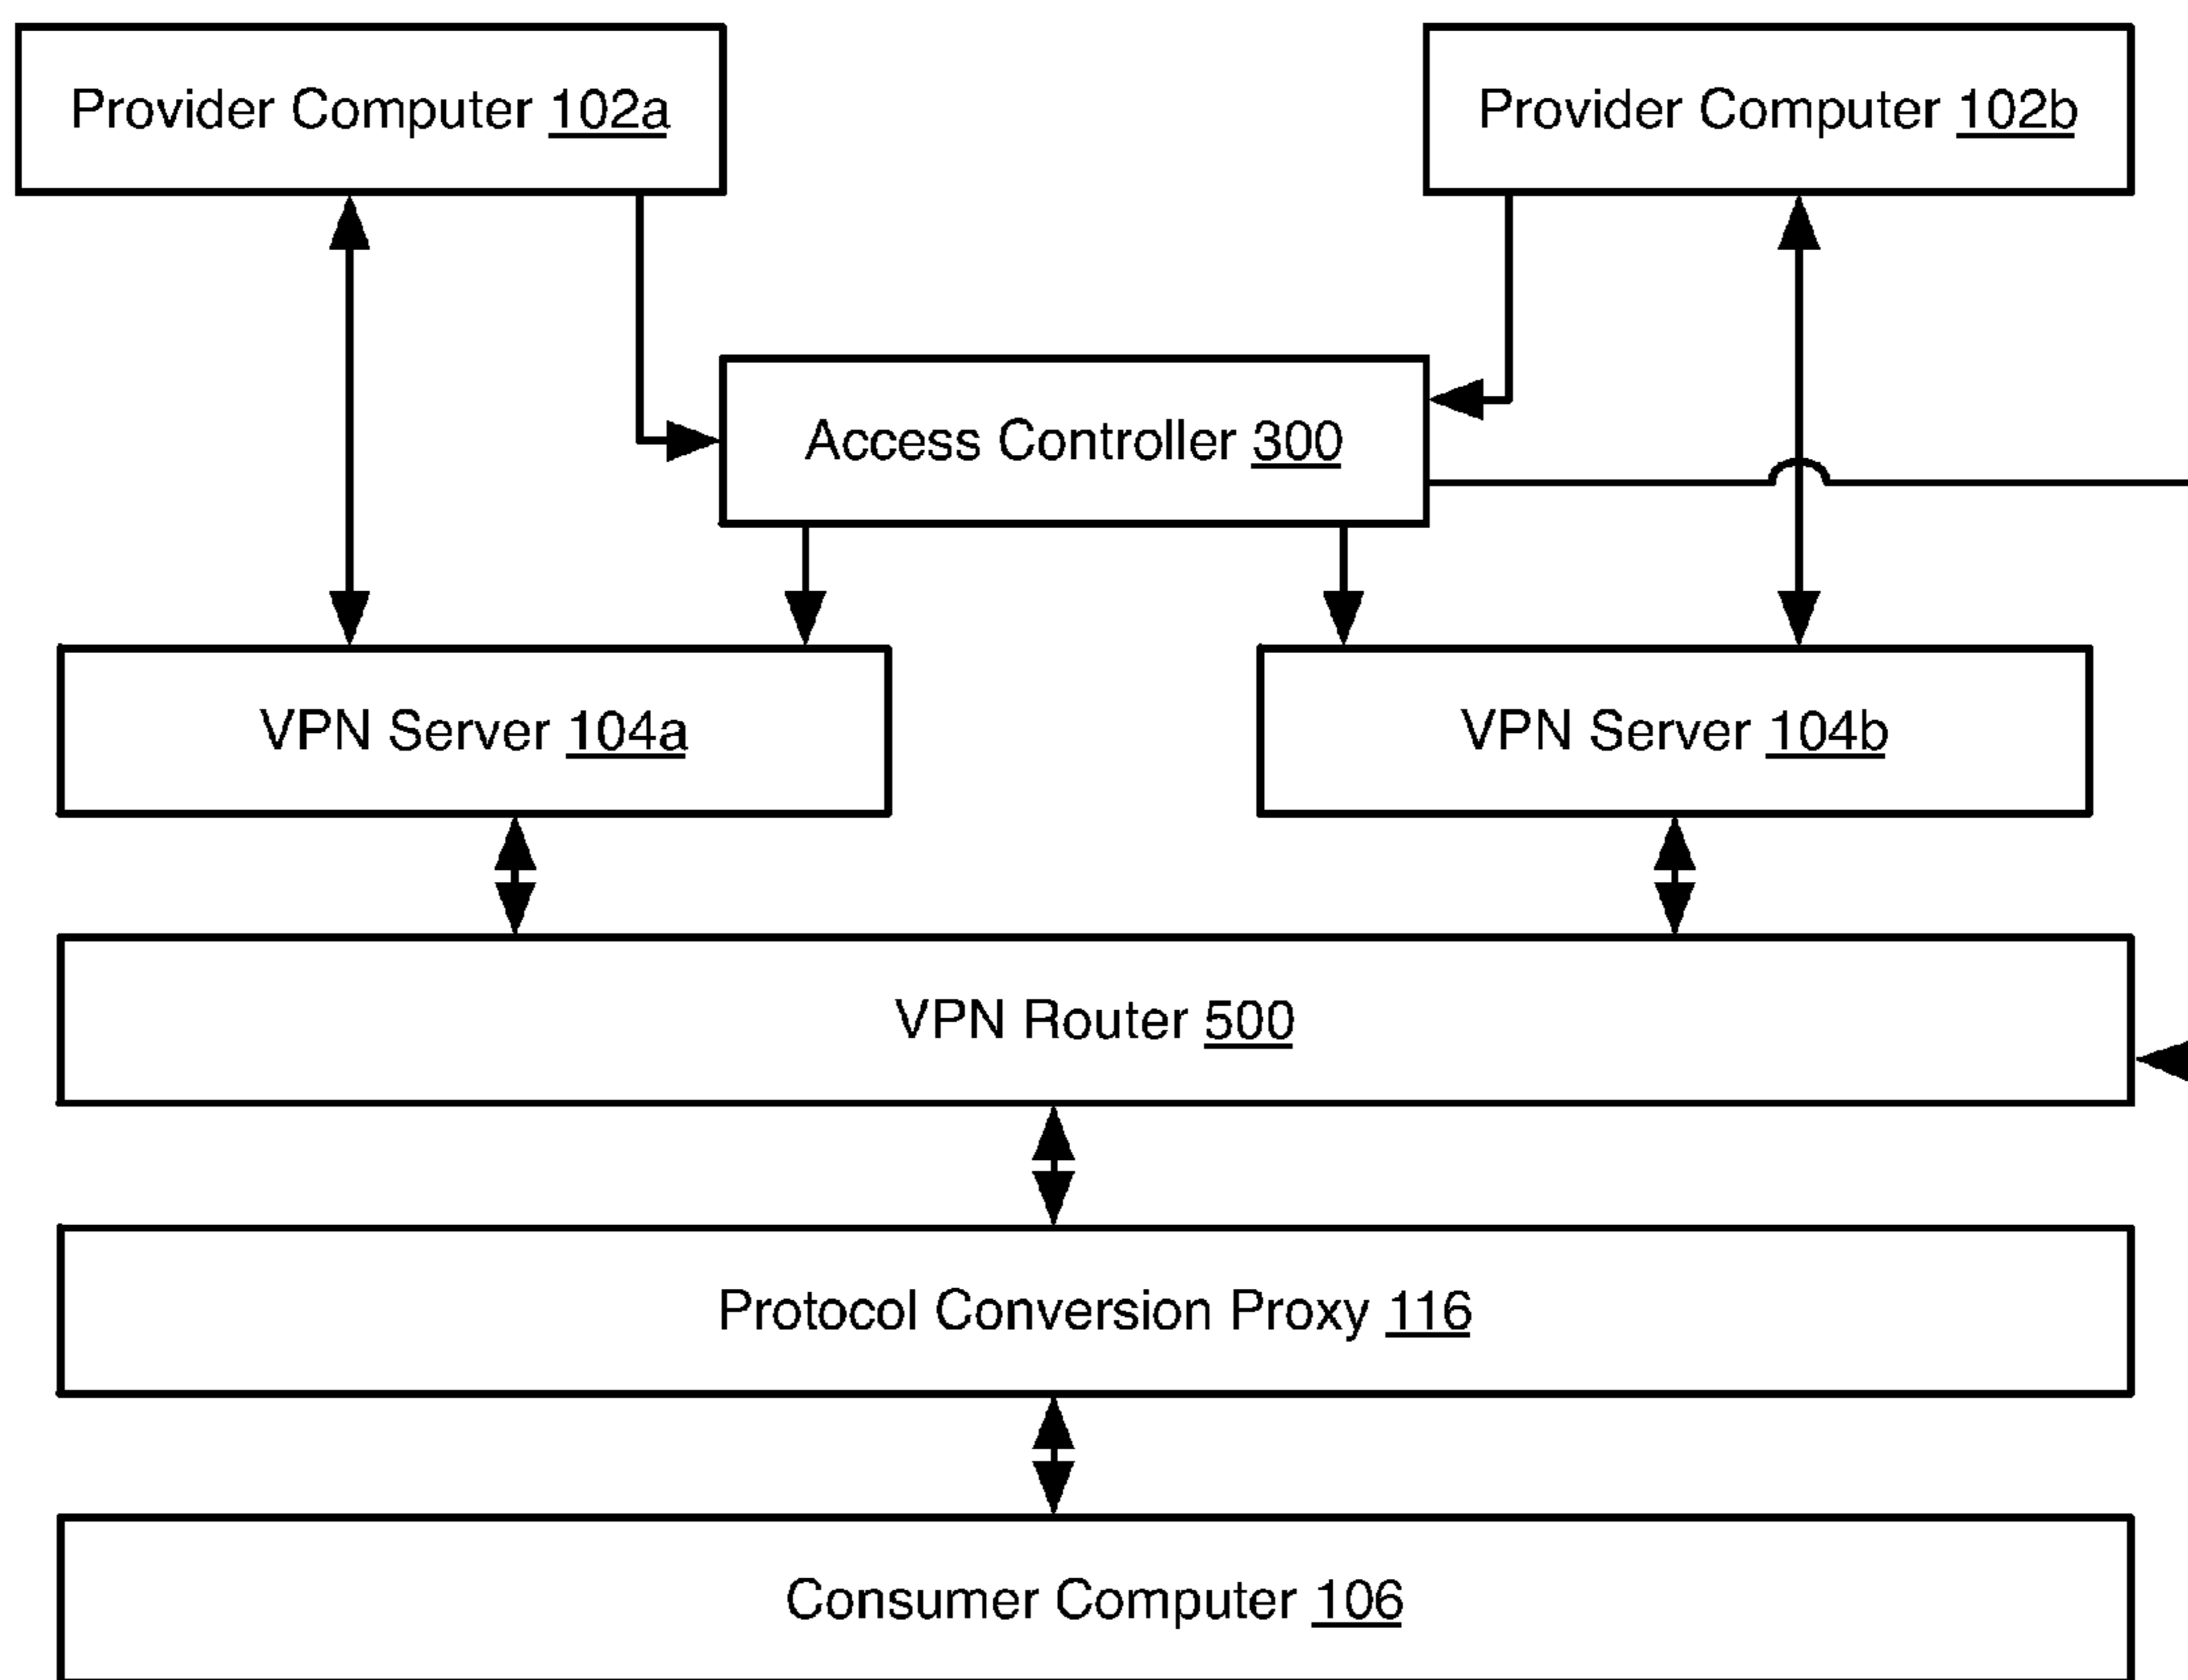 Provider Computer 102a
Provider Computer 102b
Access Controller 300
VPN Server 104a
VPN Server 104b
VPN Router 500
Protocol Conversion Proxy 116
Consumer Computer 106